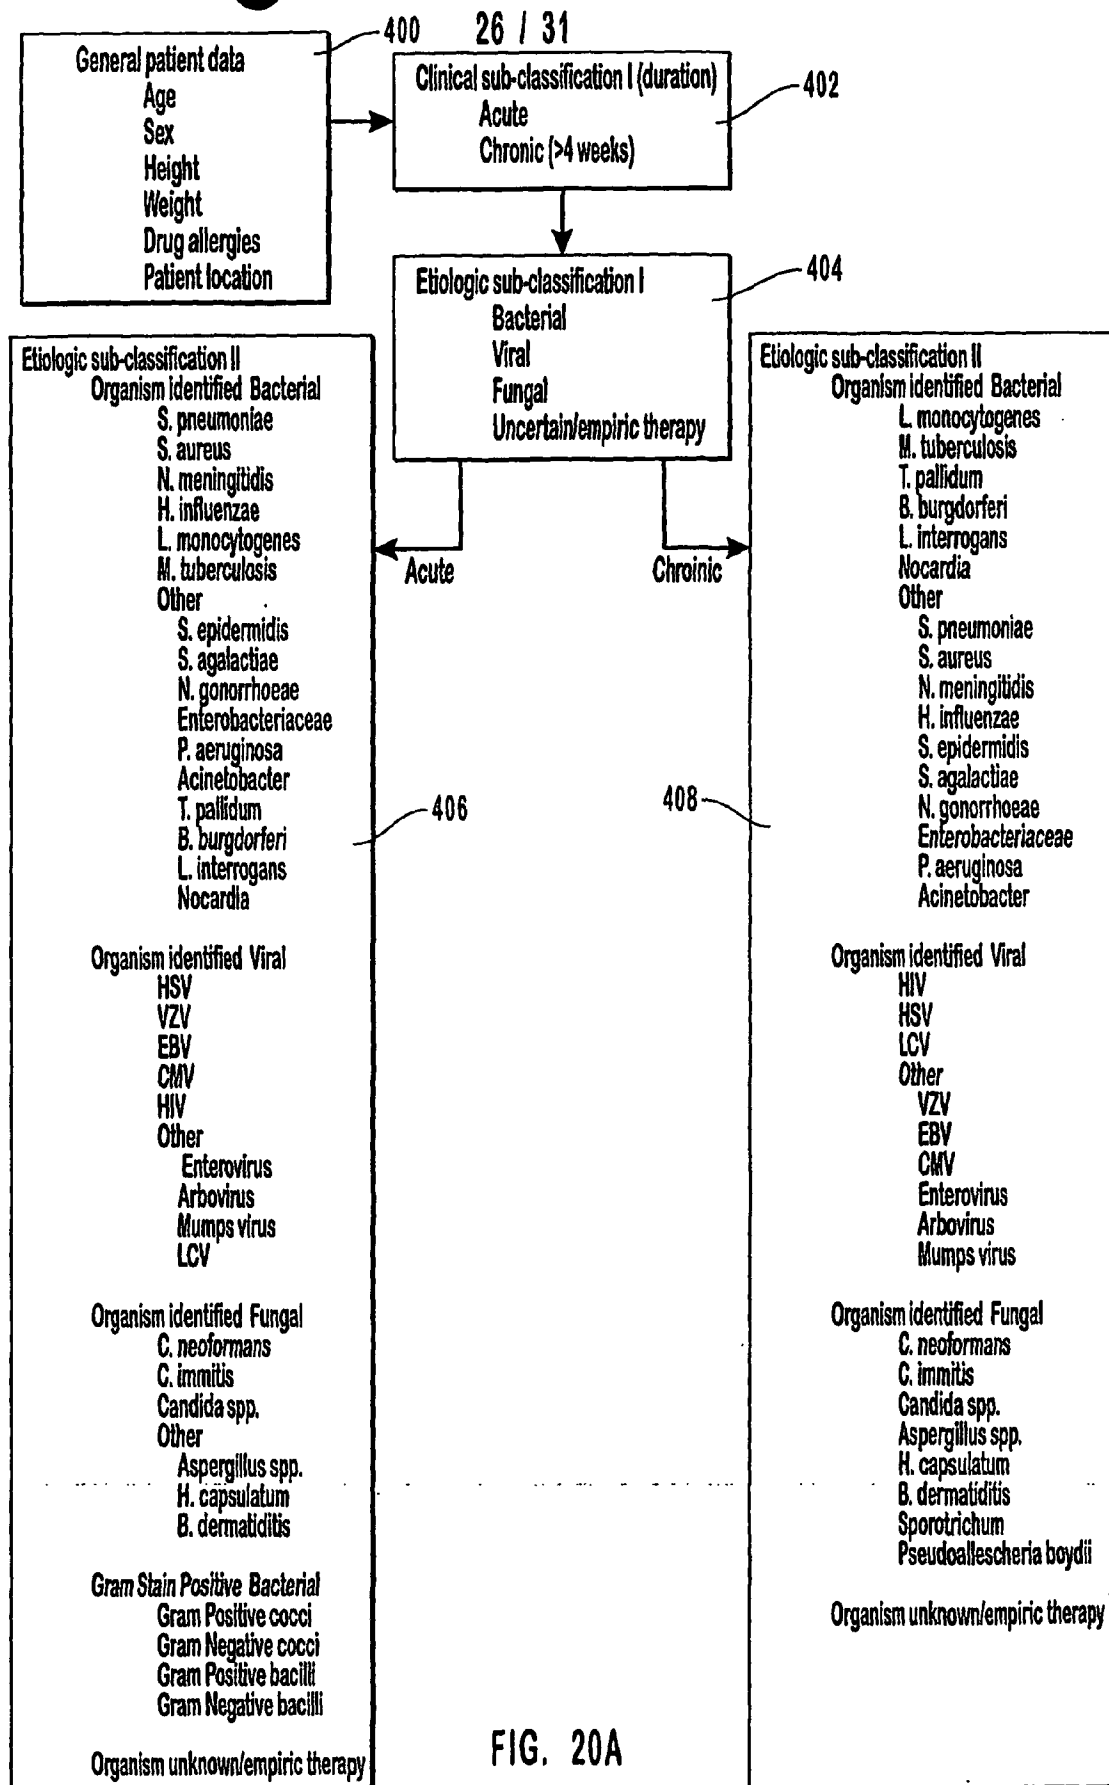 26 / 31
400
General patient data
Age
Sex
Height
Weight
Drug allergies
Patient location
Clinical sub-classification I (duration)
Acute
Chronic (>4 weeks)
402
Etiologic sub-classification I
Bacterial
Viral
Fungal
Uncertain/empiric therapy
404
Acute
Chroinic
Etiologic sub-classification II
Organism identified Bacterial
S. pneumoniae
S. aureus
N. meningitidis
H. influenzae
L. monocytogenes
M. tuberculosis
Other
S. epidermidis
S. agalactiae
N. gonorrhoeae
Enterobacteriaceae
P. aeruginosa
Acinetobacter
T. pallidum
B. burgdorferi
L. interrogans
Nocardia
Organism identified Viral
HSV
VZV
EBV
CMV
HIV
Other
Enterovirus
Arbovirus
Mumps virus
LCV
Organism identified Fungal
C. neoformans
C. immitis
Candida spp.
Other
Aspergillus spp.
H. capsulatum
B. dermatiditis
Gram Stain Positive Bacterial
Gram Positive cocci
Gram Negative cocci
Gram Positive bacilli
Gram Negative bacilli
Organism unknown/empiric therapy
406
408
Etiologic sub-classification II
Organism identified Bacterial
L. monocytogenes
M. tuberculosis
T. pallidum
B. burgdorferi
L. interrogans
Nocardia
Other
S. pneumoniae
S. aureus
N. meningitidis
H. influenzae
S. epidermidis
S. agalactiae
N. gonorrhoeae
Enterobacteriaceae
P. aeruginosa
Acinetobacter
Organism identified Viral
HIV
HSV
LCV
Other
VZV
EBV
CMV
Enterovirus
Arbovirus
Mumps virus
Organism identified Fungal
C. neoformans
C. immitis
Candida spp.
Aspergillus spp.
H. capsulatum
B. dermatiditis
Sporotrichum
Pseudoallescheria boydii
Organism unknown/empiric therapy
FIG. 20A